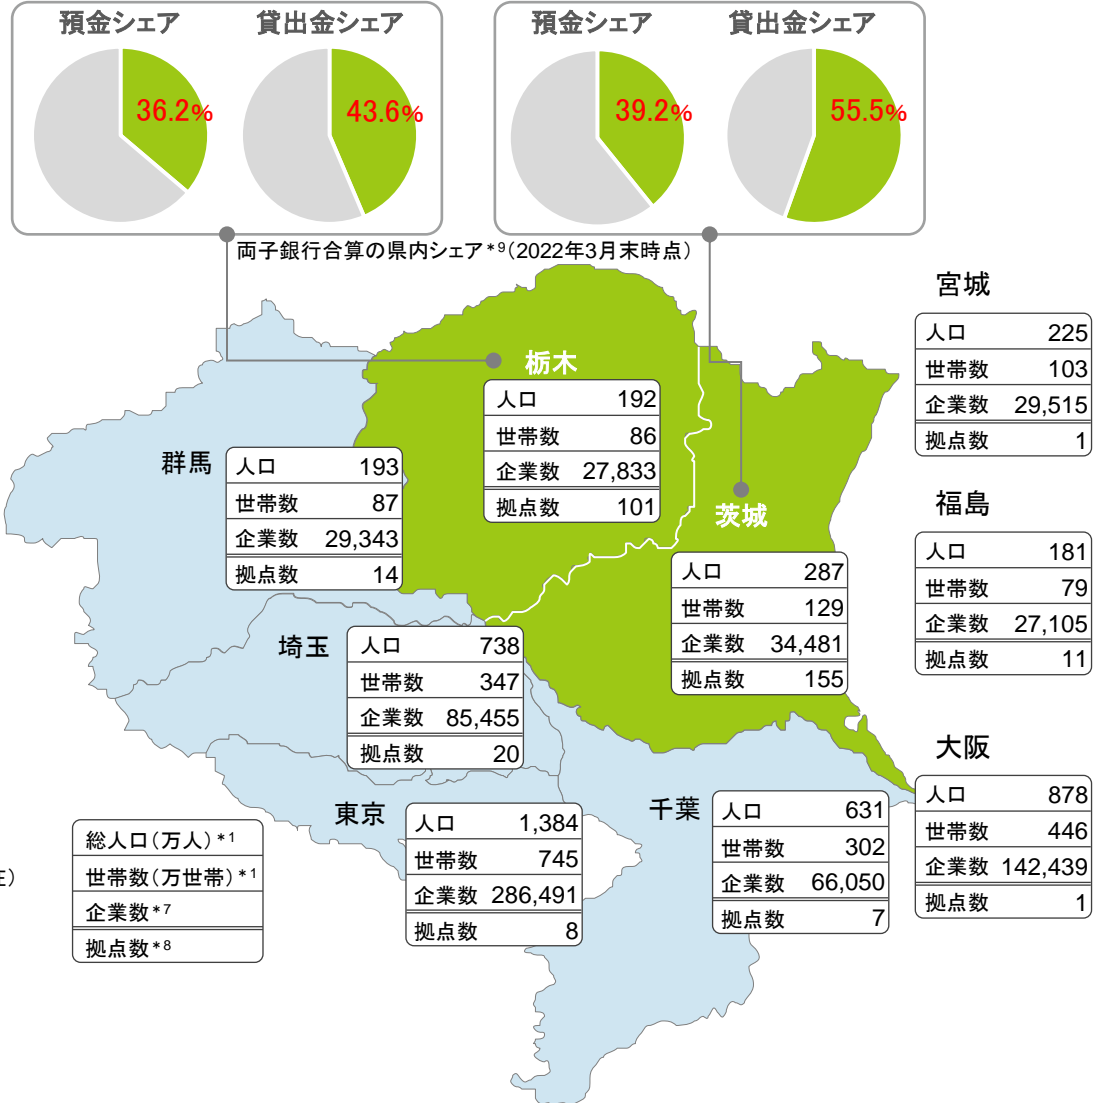 預金シェア 貸出金シェア
36.2% 43.6%
預金シェア 貸出金シェア
39.2% 55.5%
両子銀行合算の県内シェア*9(2022年3月末時点)
栃木
人口 192
世帯数 86
企業数 27,833
拠点数 101
群馬
人口 193
世帯数 87
企業数 29,343
拠点数 14
茨城
人口 287
世帯数 129
企業数 34,481
拠点数 155
埼玉
人口 738
世帯数 347
企業数 85,455
拠点数 20
東京
人口 1,384
世帯数 745
企業数 286,491
拠点数 8
千葉
人口 631
世帯数 302
企業数 66,050
拠点数 7
宮城
人口 225
世帯数 103
企業数 29,515
拠点数 1
福島
人口 181
世帯数 79
企業数 27,105
拠点数 11
大阪
人口 878
世帯数 446
企業数 142,439
拠点数 1
総人口(万人)*1
世帯数(万世帯)*1
企業数*7
拠点数*8